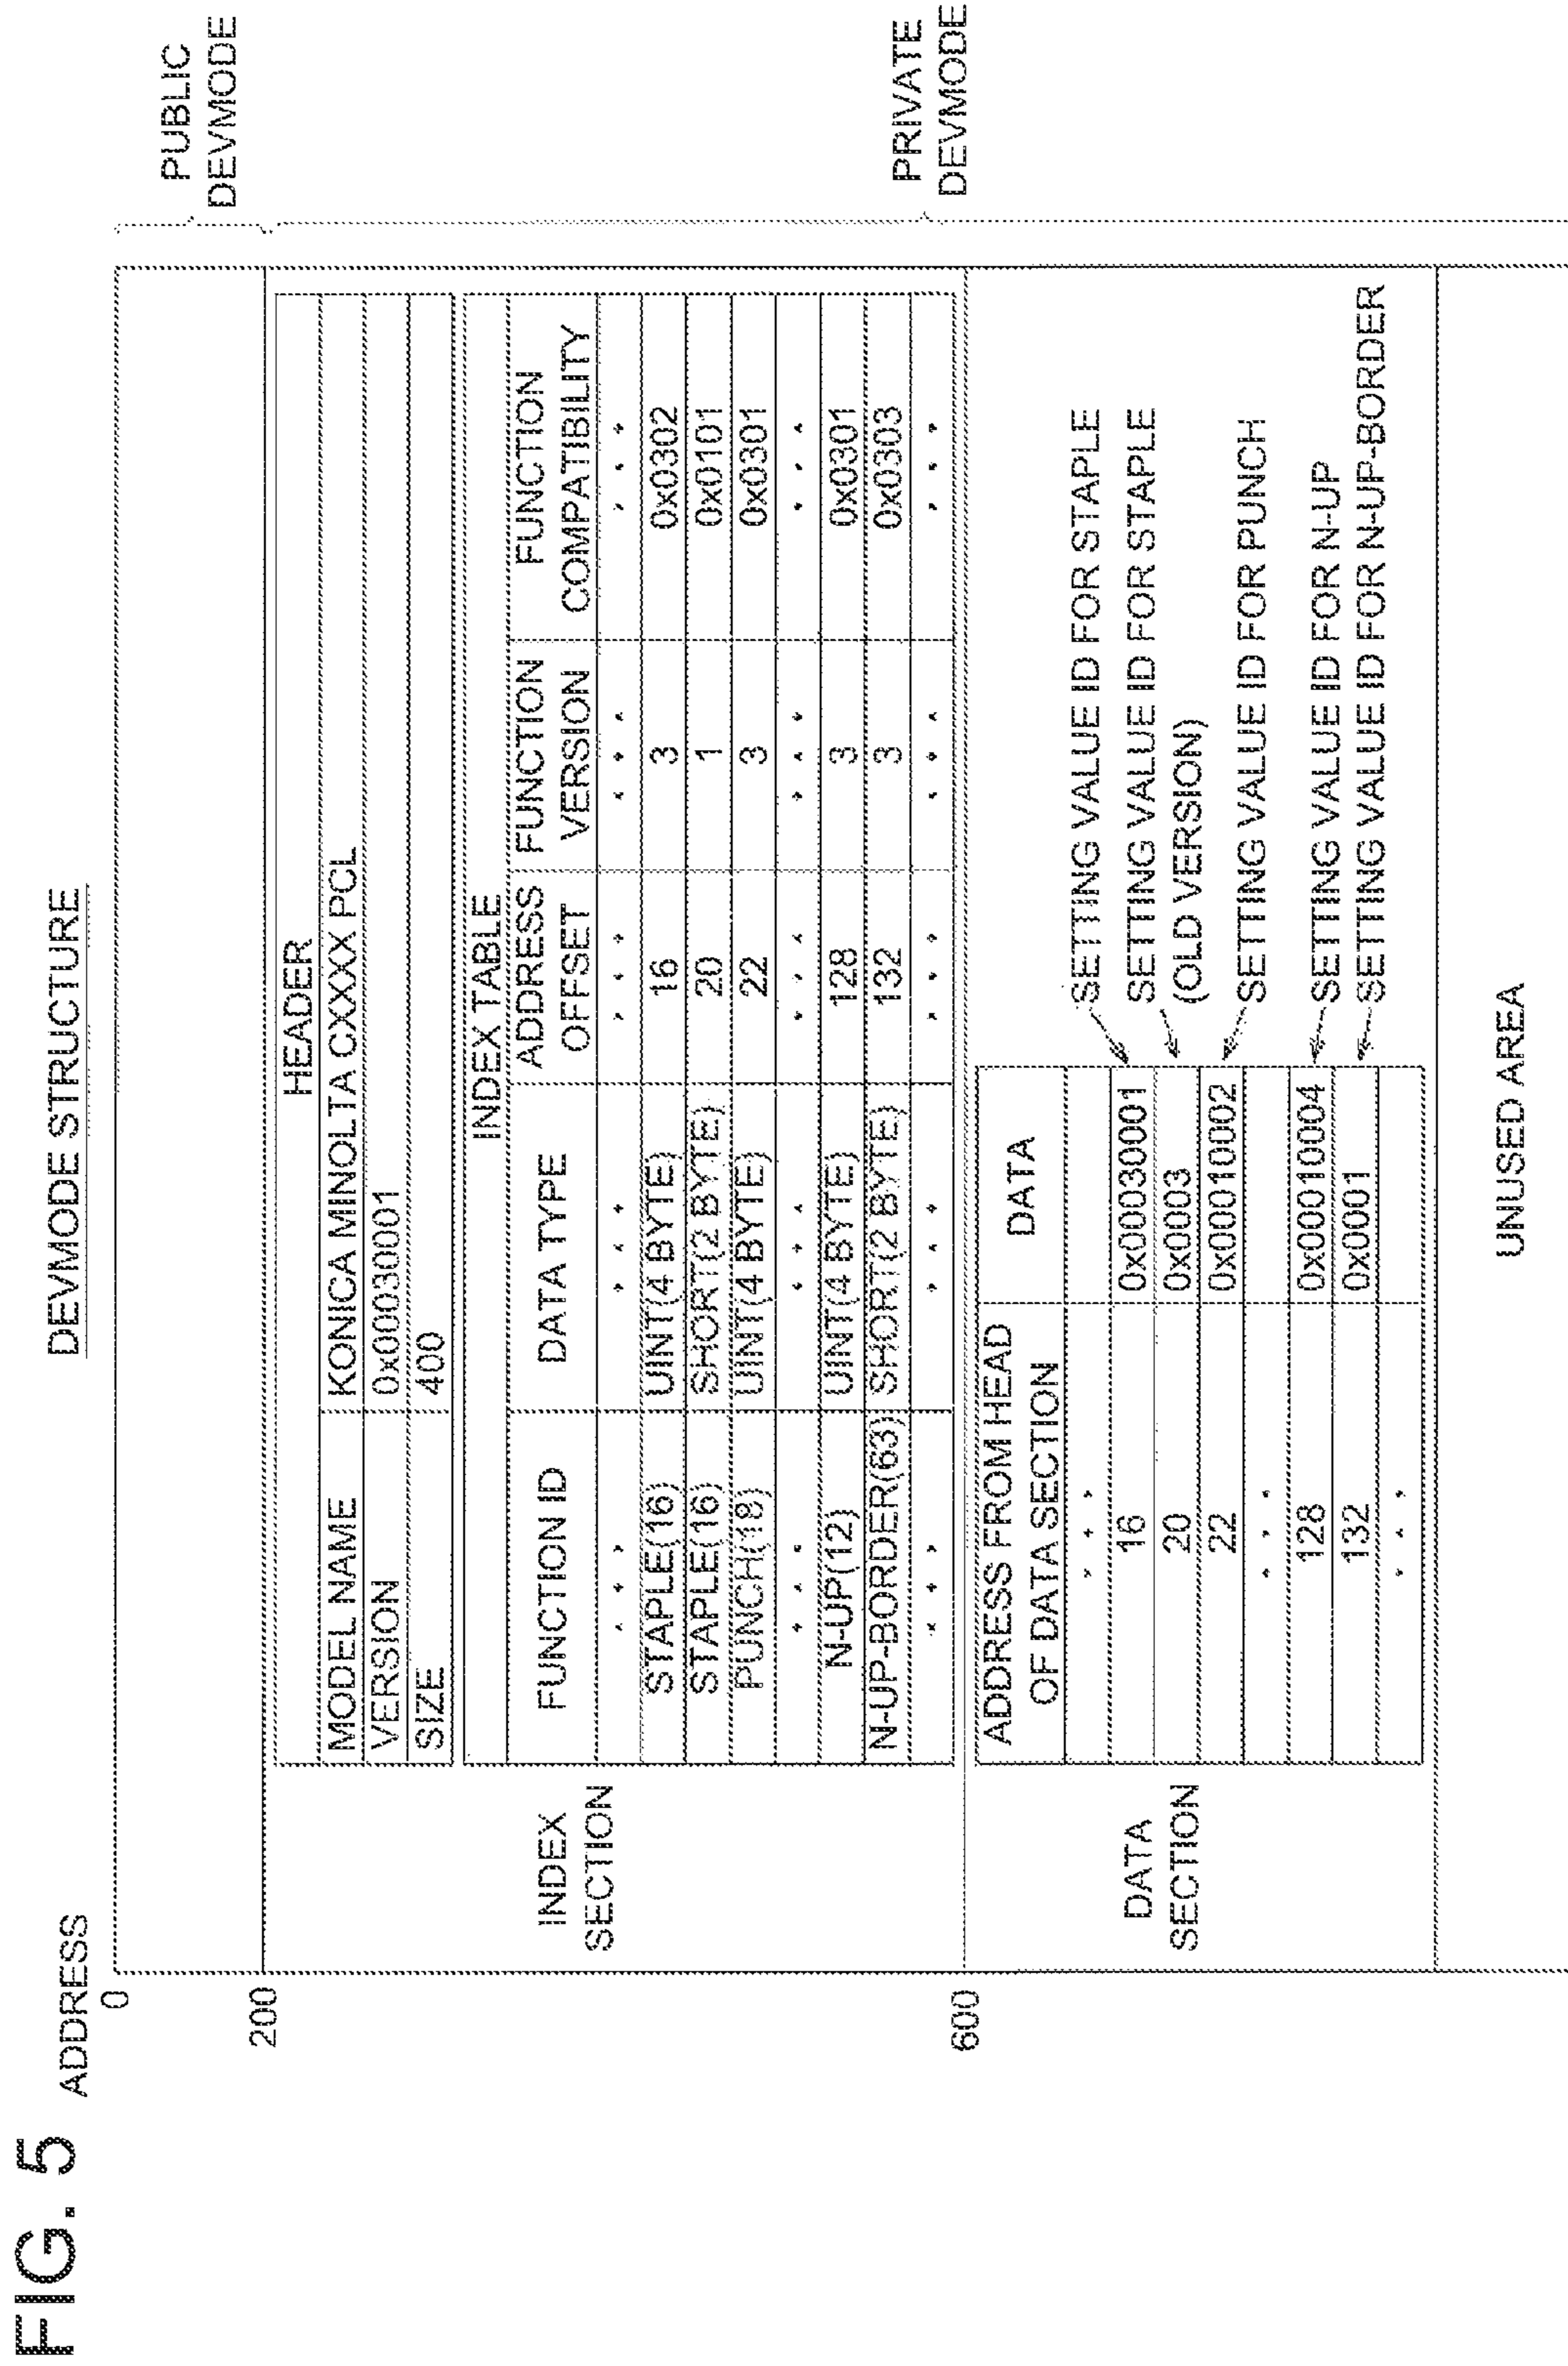 FIG. 5
DEVMODE STRUCTURE
ADDRESS
0
PUBLIC
DEVMODE
200
PRIVATE
DEVMODE
INDEX
SECTION
HEADER
MODEL NAME KONICA MINOLTA CXXXX PCL
VERSION 0x00030001
SIZE 400
INDEX TABLE
FUNCTION ID DATA TYPE ADDRESS OFFSET FUNCTION VERSION FUNCTION COMPATIBILITY
. . . . . . . . . . . . . . .
STAPLE(16) UINT(4 BYTE) 16 3 0x0302
STAPLE(16) SHORT(2 BYTE) 20 1 0x0101
PUNCH(18) UINT(4 BYTE) 22 3 0x0301
. . . . . . . . . . . . . . .
N-UP(12) UINT(4 BYTE) 128 3 0x0301
N-UP-BORDER(63) SHORT(2 BYTE) 132 3 0x0303
. . . . . . . . . . . . . . .
600
DATA
SECTION
ADDRESS FROM HEAD OF DATA SECTION DATA
. . .
16 0x00030001 SETTING VALUE ID FOR STAPLE
20 0x0003 SETTING VALUE ID FOR STAPLE
(OLD VERSION)
22 0x00010002 SETTING VALUE ID FOR PUNCH
. . .
128 0x00010004 SETTING VALUE ID FOR N-UP
132 0x0001 SETTING VALUE ID FOR N-UP-BORDER
. . .
UNUSED AREA